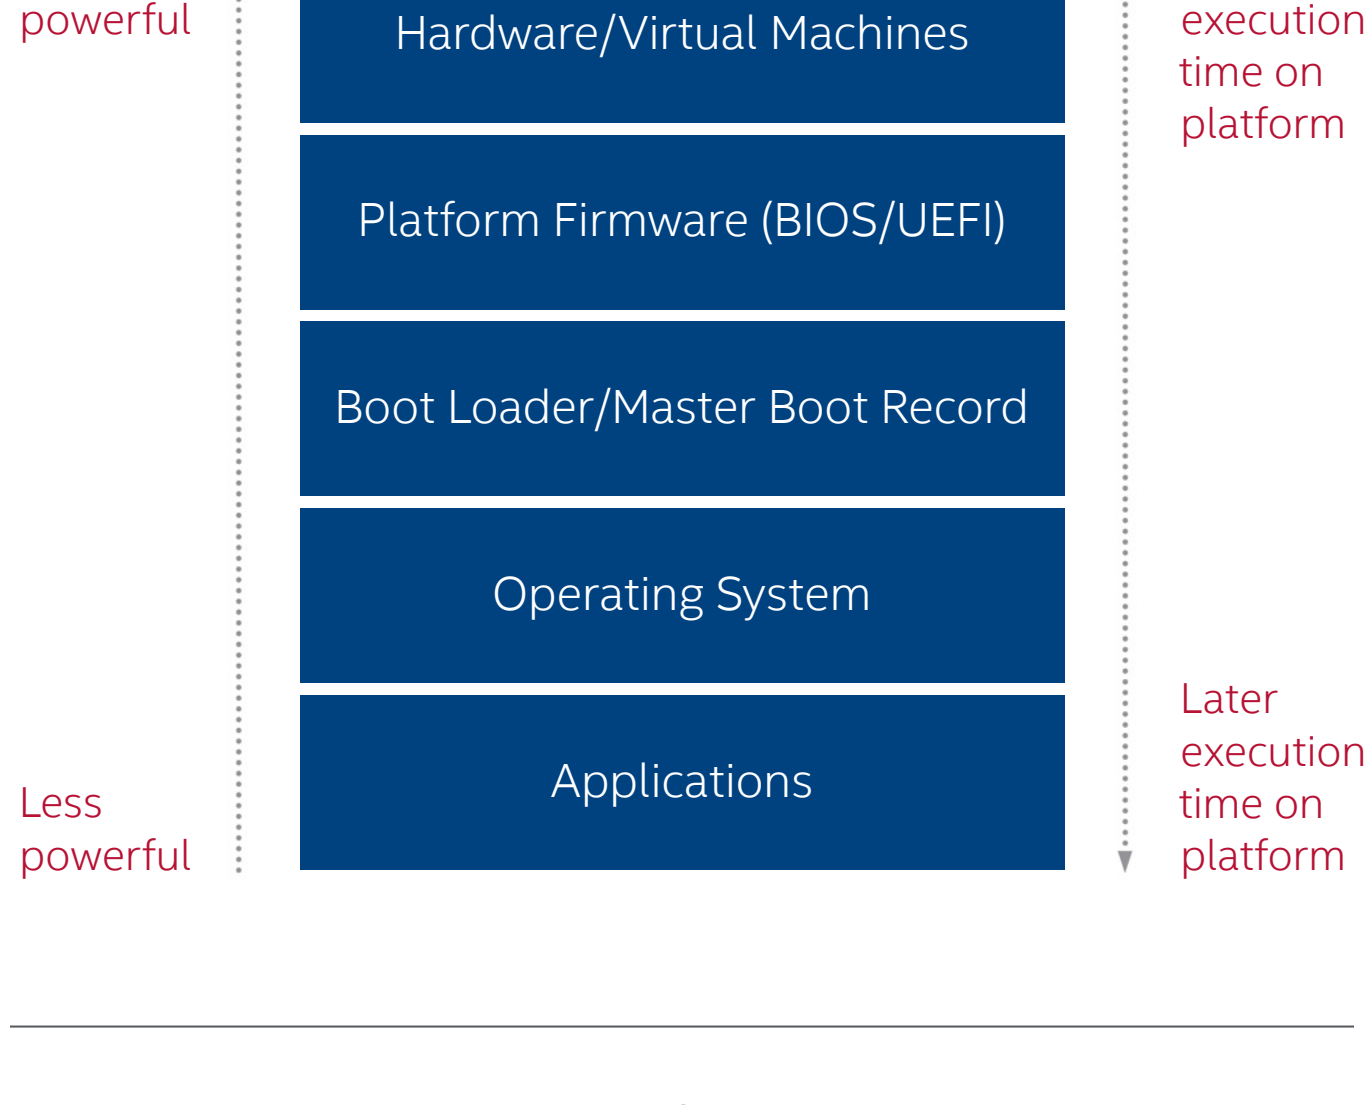 powerful
Hardware/Virtual Machines
execution
time on
platform
Platform Firmware (BIOS/UEFI)
Boot Loader/Master Boot Record
Operating System
Applications
Less
powerful
Later
execution
time on
platform